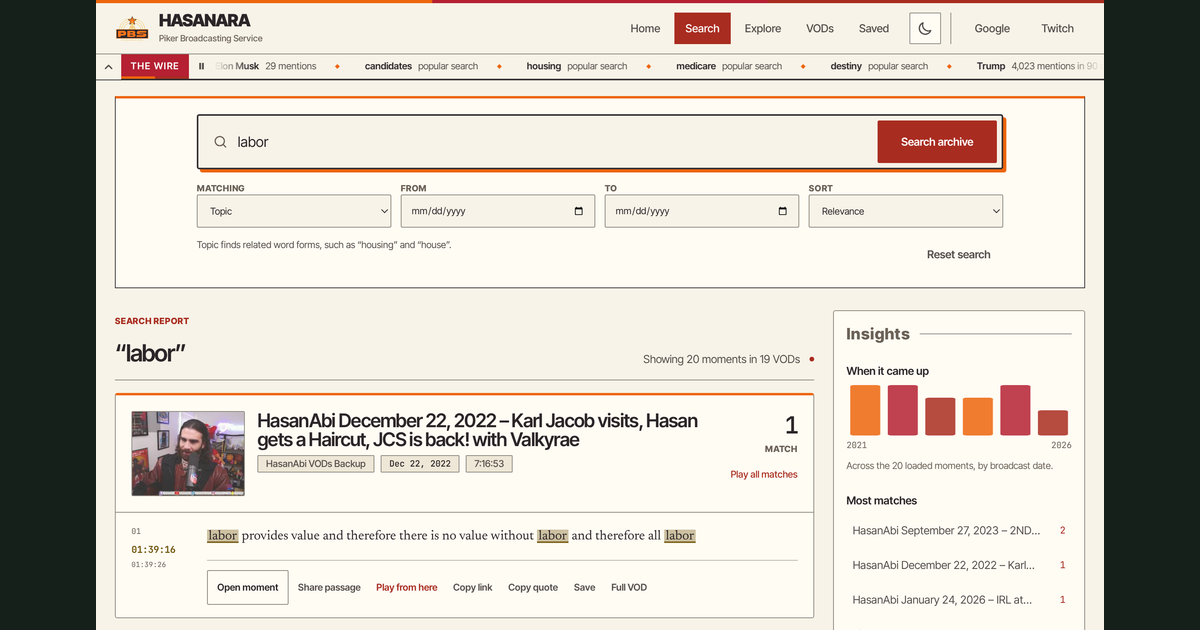 PBS
HASANARA
Piker Broadcasting Service
Home
Search
Explore
VODs
Saved
Google
Twitch
THE WIRE
Elon Musk 29 mentions
candidates popular search
housing popular search
medicare popular search
destiny popular search
Trump 4,023 mentions in 90
labor
Search archive
MATCHING
FROM
TO
SORT
Topic
mm/dd/yyyy
mm/dd/yyyy
Relevance
Topic finds related word forms, such as “housing” and “house”.
Reset search
SEARCH REPORT
“labor”
Showing 20 moments in 19 VODs
HasanAbi December 22, 2022 – Karl Jacob visits, Hasan
gets a Haircut, JCS is back! with Valkyrae
HasanAbi VODs Backup
Dec 22, 2022
7:16:53
1
MATCH
Play all matches
01
01:39:16
01:39:26
labor provides value and therefore there is no value without labor and therefore all labor
Open moment
Share passage
Play from here
Copy link
Copy quote
Save
Full VOD
Insights
When it came up
2021
2026
Across the 20 loaded moments, by broadcast date.
Most matches
HasanAbi September 27, 2023 – 2ND... 2
HasanAbi December 22, 2022 – Karl... 1
HasanAbi January 24, 2026 – IRL at... 1